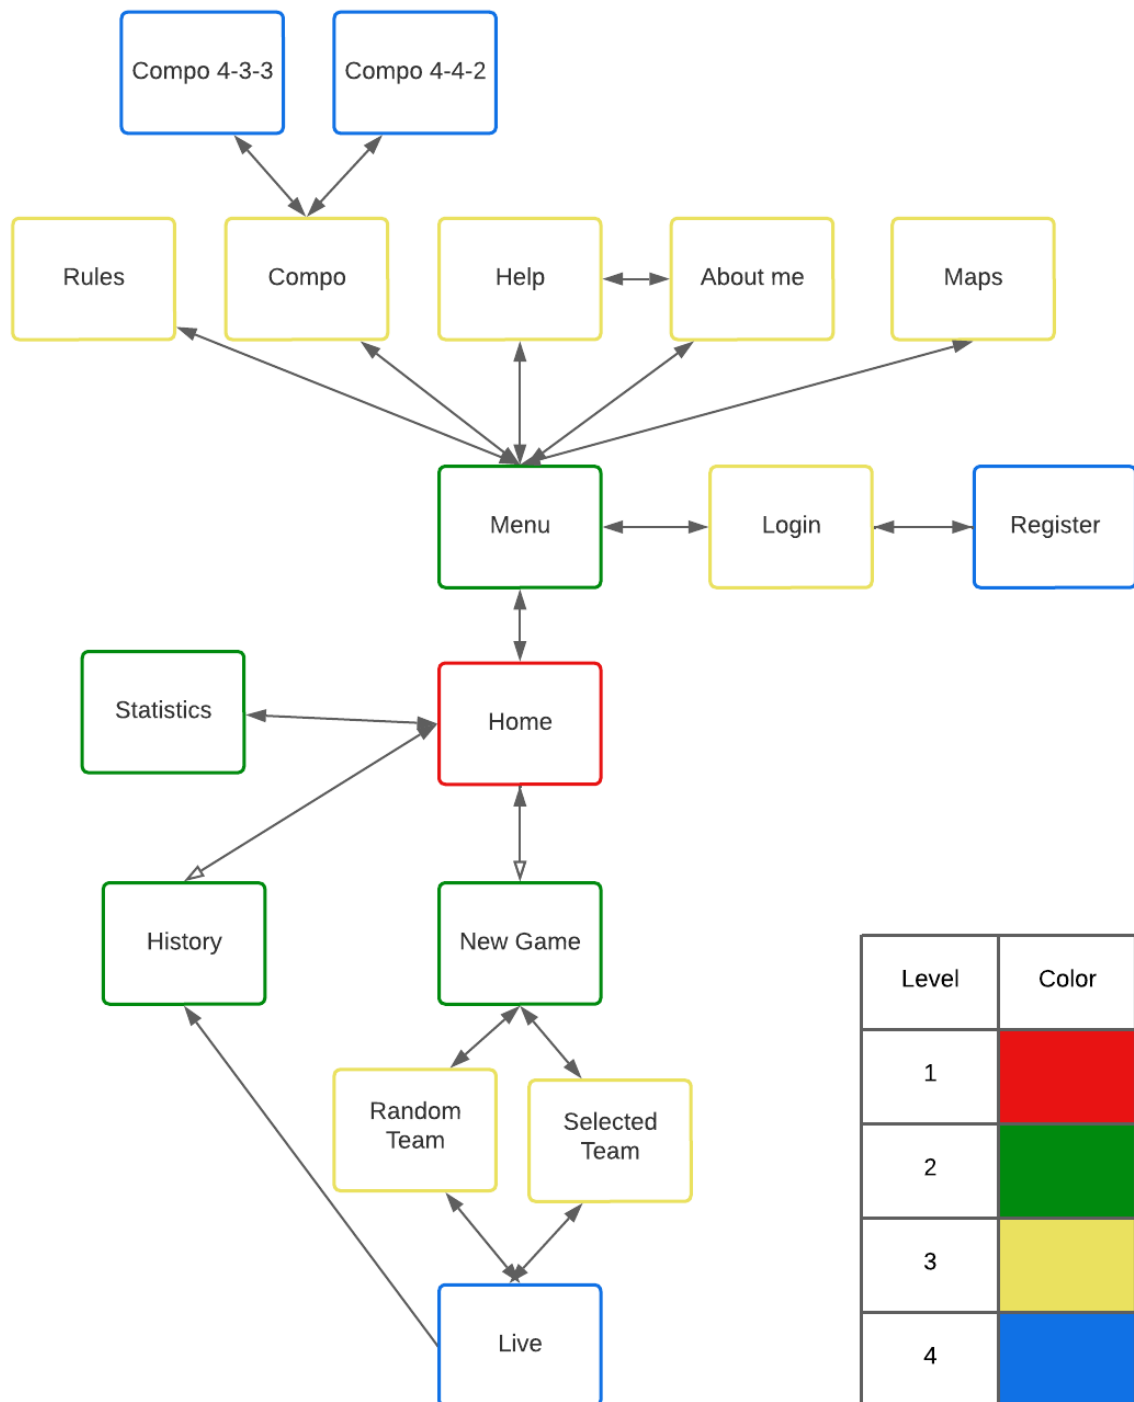 Compo 4-3-3
Compo 4-4-2
Rules
Compo
Help
About me
Maps
Menu
Login
Register
Statistics
Home
History
New Game
Random
Team
Selected
Team
Live
Level
Color
1
2
3
4